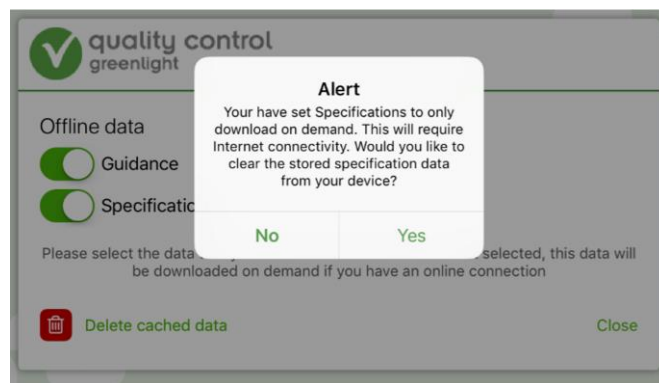 quality control
greenlight
Alert
Your have set Specifications to only
download on demand. This will require
Internet connectivity. Would you like to
clear the stored specification data
from your device?
No Yes
Offline data
Guidance
Please select the data selected, this data will
be downloaded on demand if you have an online connection
Delete cached data Close